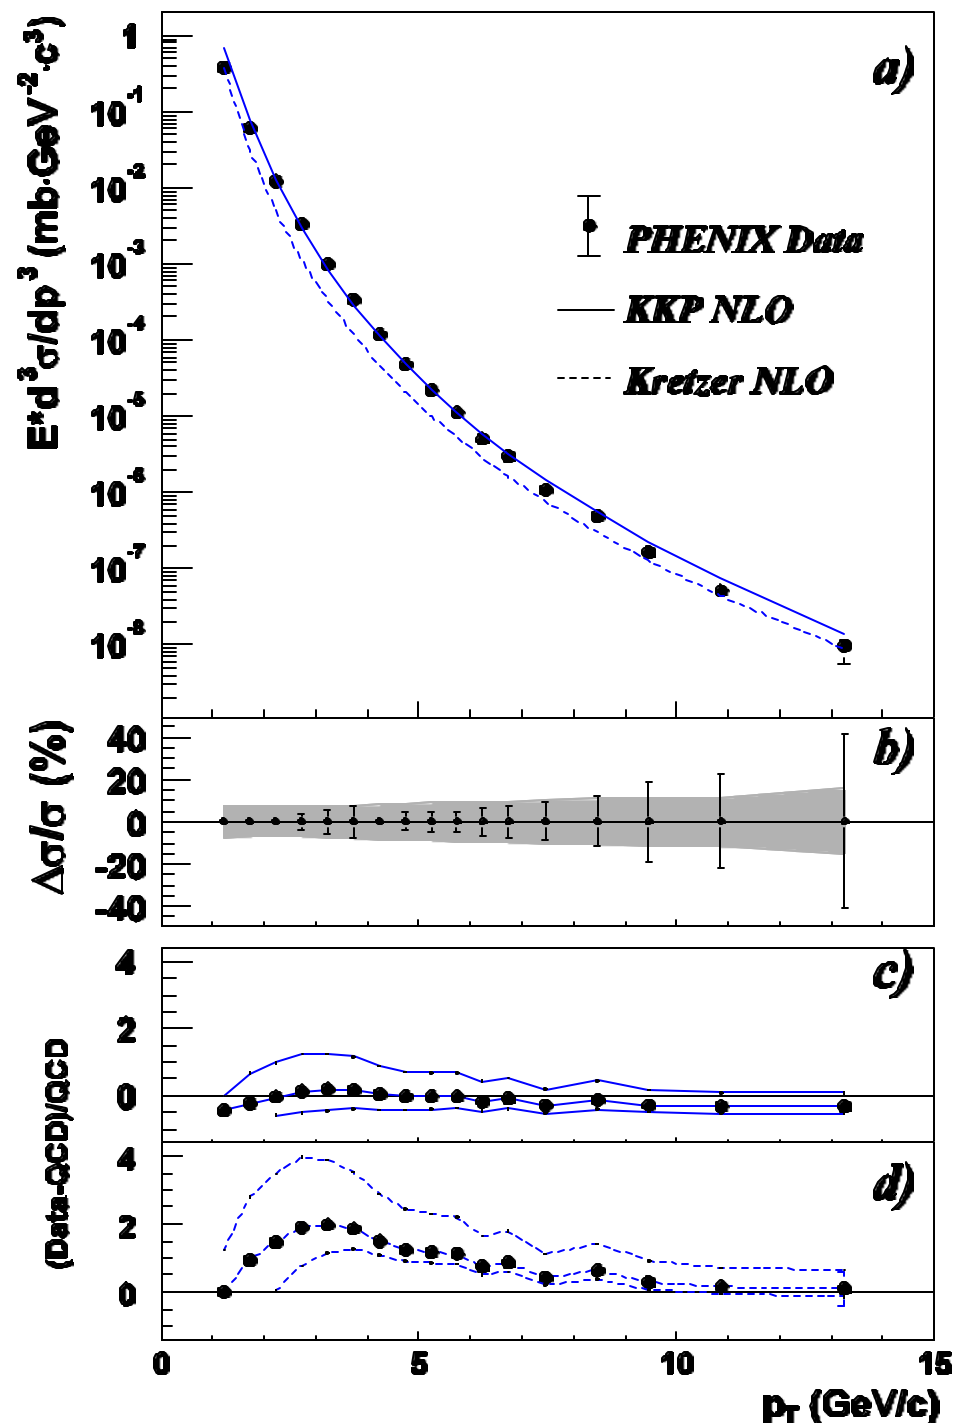 E*d³σ/dp³ (mb·GeV⁻²·c³)
1
10⁻¹
10⁻²
10⁻³
10⁻⁴
10⁻⁵
10⁻⁶
10⁻⁷
10⁻⁸
a)
PHENIX Data
KKP NLO
Kretzer NLO
Δσ/σ (%)
40
20
0
-20
-40
b)
(Data-QCD)/QCD
4
2
0
c)
4
2
0
d)
0 5 10 15
p_T (GeV/c)